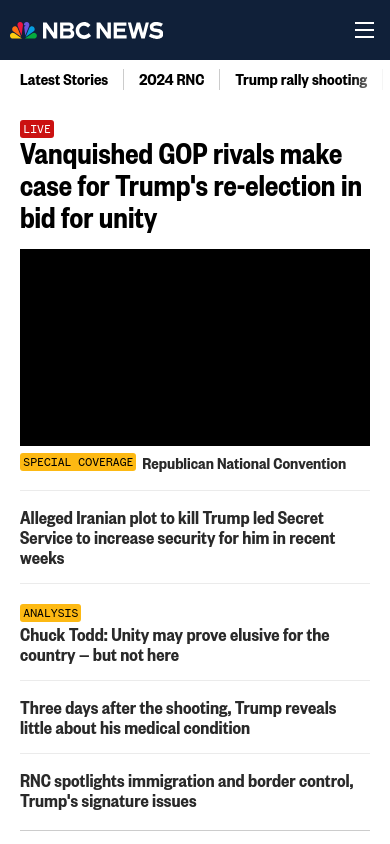 NBC NEWS
Latest Stories 2024 RNC Trump rally shooting
LIVE
Vanquished GOP rivals make
case for Trump's re-election in
bid for unity
SPECIAL COVERAGE Republican National Convention
Alleged Iranian plot to kill Trump led Secret
Service to increase security for him in recent
weeks
ANALYSIS
Chuck Todd: Unity may prove elusive for the
country — but not here
Three days after the shooting, Trump reveals
little about his medical condition
RNC spotlights immigration and border control,
Trump's signature issues